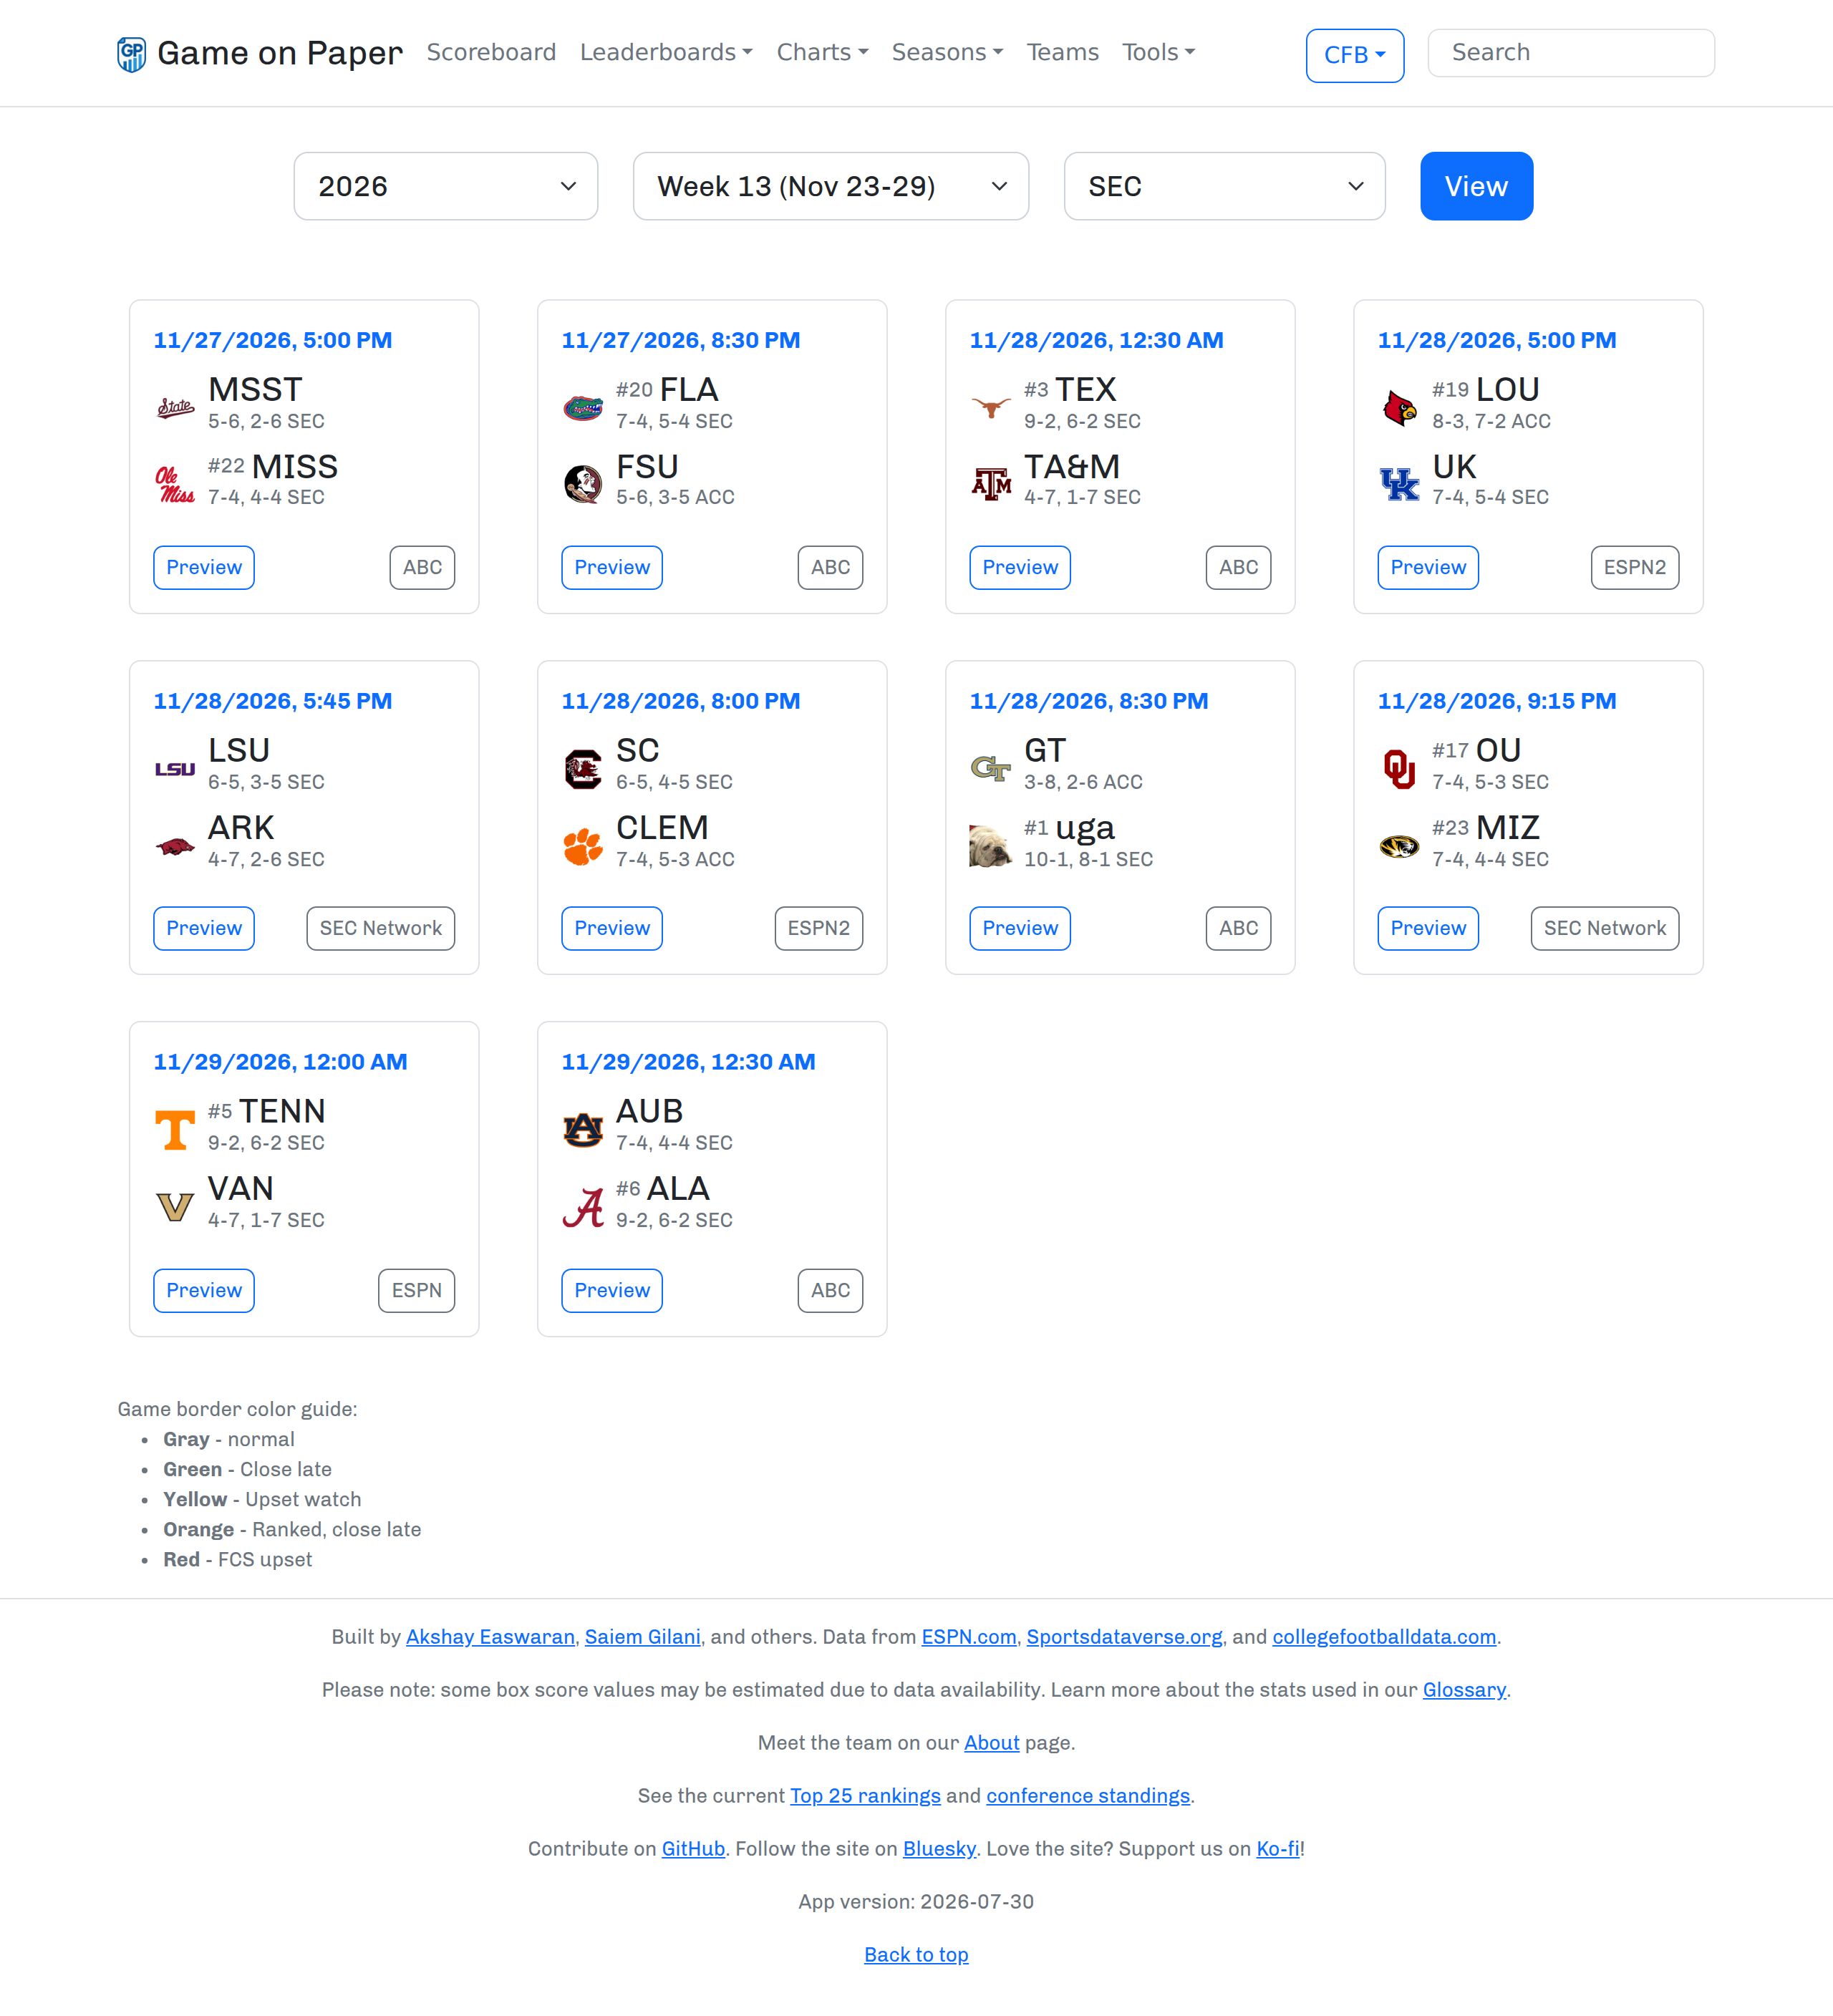 Game on Paper Scoreboard Leaderboards Charts Seasons Teams Tools CFB Search
2026 Week 13 (Nov 23-29) SEC View
11/27/2026, 5:00 PM
State MSST
5-6, 2-6 SEC
Ole Miss #22 MISS
7-4, 4-4 SEC
Preview ABC
11/27/2026, 8:30 PM
Gators #20 FLA
7-4, 5-4 SEC
FSU
5-6, 3-5 ACC
Preview ABC
11/28/2026, 12:30 AM
#3 TEX
9-2, 6-2 SEC
ATM TA&M
4-7, 1-7 SEC
Preview ABC
11/28/2026, 5:00 PM
#19 LOU
8-3, 7-2 ACC
UK UK
7-4, 5-4 SEC
Preview ESPN2
11/28/2026, 5:45 PM
LSU LSU
6-5, 3-5 SEC
ARK
4-7, 2-6 SEC
Preview SEC Network
11/28/2026, 8:00 PM
C SC
6-5, 4-5 SEC
CLEM
7-4, 5-3 ACC
Preview ESPN2
11/28/2026, 8:30 PM
GT GT
3-8, 2-6 ACC
#1 uga
10-1, 8-1 SEC
Preview ABC
11/28/2026, 9:15 PM
OU #17 OU
7-4, 5-3 SEC
#23 MIZ
7-4, 4-4 SEC
Preview SEC Network
11/29/2026, 12:00 AM
T #5 TENN
9-2, 6-2 SEC
V VAN
4-7, 1-7 SEC
Preview ESPN
11/29/2026, 12:30 AM
AU AUB
7-4, 4-4 SEC
A #6 ALA
9-2, 6-2 SEC
Preview ABC
Game border color guide:
• Gray - normal
• Green - Close late
• Yellow - Upset watch
• Orange - Ranked, close late
• Red - FCS upset
Built by Akshay Easwaran, Saiem Gilani, and others. Data from ESPN.com, Sportsdataverse.org, and collegefootballdata.com.
Please note: some box score values may be estimated due to data availability. Learn more about the stats used in our Glossary.
Meet the team on our About page.
See the current Top 25 rankings and conference standings.
Contribute on GitHub. Follow the site on Bluesky. Love the site? Support us on Ko-fi!
App version: 2026-07-30
Back to top